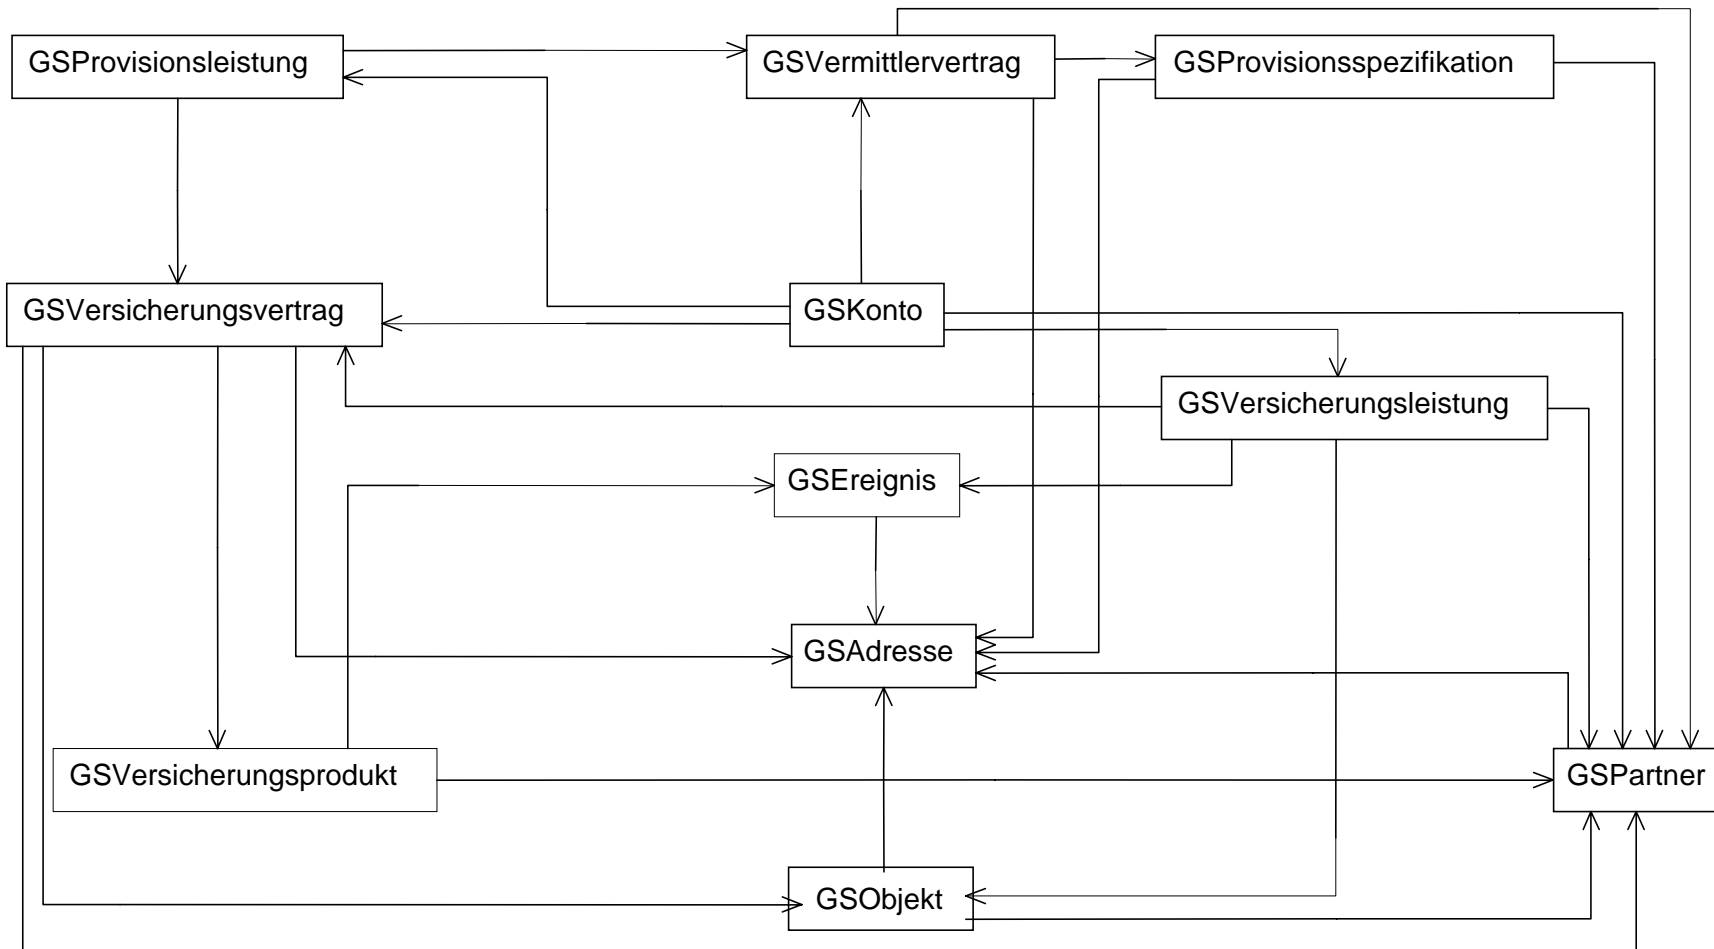 GSProvisionsleistung
GSVermittlervertrag
GSProvisionsspezifikation
GSVersicherungsvertrag
GSKonto
GSVersicherungsleistung
GSEreignis
GSAdresse
GSVersicherungsprodukt
GSPartner
GSObjekt